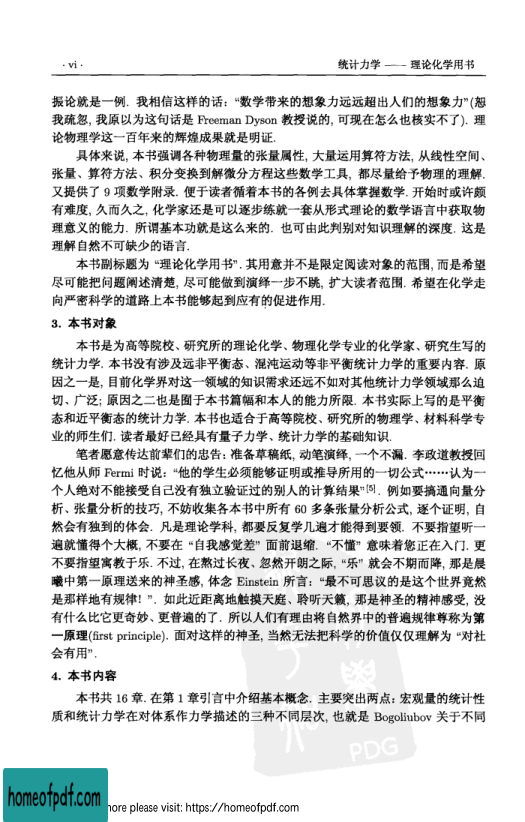 · vi ·
统计力学 —— 理论化学用书
振论就是一例. 我相信这样的话: “数学带来的想象力远远超出人们的想象力”(恕
我疏忽, 我原以为这句话是 Freeman Dyson 教授说的, 可现在怎么也核实不了). 理
论物理学这一百年来的辉煌成就是明证.
具体来说, 本书强调各种物理量的张量属性, 大量运用算符方法, 从线性空间、
张量、算符方法、积分变换到解微分方程这些数学工具, 都尽量给予物理的理解.
又提供了 9 项数学附录. 便于读者循着本书的各例去具体掌握数学. 开始时或许颇
有难度, 久而久之, 化学家还是可以逐步练就一套从形式理论的数学语言中获取物
理意义的能力. 所谓基本功就是这么来的. 也可由此判别对知识理解的深度. 这是
理解自然不可缺少的语言.
本书副标题为 “理论化学用书”. 其用意并不是限定阅读对象的范围, 而是希望
尽可能把问题阐述清楚, 尽可能做到演绎一步不跳, 扩大读者范围. 希望在化学走
向严密科学的道路上本书能够起到应有的促进作用.
3. 本书对象
本书是为高等院校、研究所的理论化学、物理化学专业的化学家、研究生写的
统计力学. 本书没有涉及远非平衡态、混沌运动等非平衡统计力学的重要内容. 原
因之一是, 目前化学界对这一领域的知识需求还远不如对其他统计力学领域那么迫
切、广泛; 原因之二也是囿于本书篇幅和本人的能力所限. 本书实际上写的是平衡
态和近平衡态的统计力学. 本书也适合于高等院校、研究所的物理学、材料科学专
业的师生们. 读者最好已经具有量子力学、统计力学的基础知识.
笔者愿意传达前辈们的忠告: 准备草稿纸, 动笔演绎, 一个不漏. 李政道教授回
忆他从师 Fermi 时说: “他的学生必须能够证明或推导所用的一切公式……认为一
个人绝对不能接受自己没有独立验证过的别人的计算结果”[5]. 例如要搞通向量分
析、张量分析的技巧, 不妨收集各本书中所有 60 多条张量分析公式, 逐个证明, 自
然会有独到的体会. 凡是理论学科, 都要反复学几遍才能得到要领. 不要指望听一
遍就懂得个大概, 不要在 “自我感觉差” 面前退缩. “不懂” 意味着您正在入门. 更
不要指望寓教于乐. 不过, 在熬过长夜、忽然开朗之际, “乐” 就会不期而降, 那是晨
曦中第一原理送来的神圣感, 体念 Einstein 所言: “最不可思议的是这个世界竟然
是那样地有规律! ”. 如此近距离地触摸天庭、聆听天籁, 那是神圣的精神感受, 没
有什么比它更奇妙、更普遍的了. 所以人们有理由将自然界中的普遍规律尊称为第
一原理(first principle). 面对这样的神圣, 当然无法把科学的价值仅仅理解为 “对社
会有用”.
4. 本书内容
本书共 16 章. 在第 1 章引言中介绍基本概念. 主要突出两点: 宏观量的统计性
质和统计力学在对体系作力学描述的三种不同层次, 也就是 Bogoliubov 关于不同
PDG
homeofpdf.com
more please visit: https://homeofpdf.com